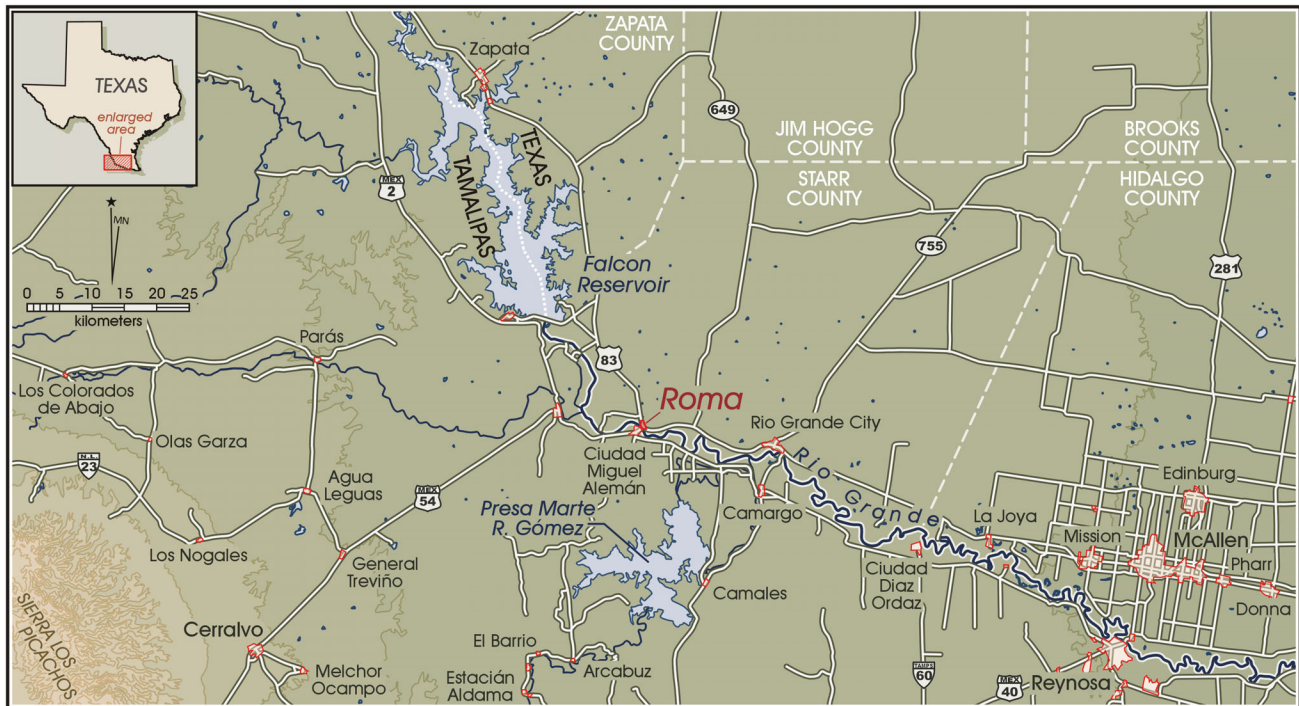 TEXAS
enlarged
area
MN
0 5 10 15 20 25
kilometers
ZAPATA
COUNTY
Zapata
649
JIM HOGG
COUNTY
BROOKS
COUNTY
STARR
COUNTY
HIDALGO
COUNTY
MEX
2
TEXAS
TAMALIPAS
755
281
Falcon
Reservoir
83
Parás
Los Colorados
de Abajo
Olas Garza
N.L.
23
Agua
Leguas
MEX
54
Roma
Rio Grande City
Río Grande
Ciudad
Miguel
Alemán
Presa Marte
R. Gómez
Camargo
La Joya
Edinburg
Mission
McAllen
Pharr
Donna
Los Nogales
General
Treviño
Ciudad
Diaz
Ordaz
Camales
SIERRA LOS
PICACHOS
Cerralvo
Melchor
Ocampo
El Barrio
Estacián
Aldama
Arcabuz
TAMPS
60
MEX
40
Reynosa